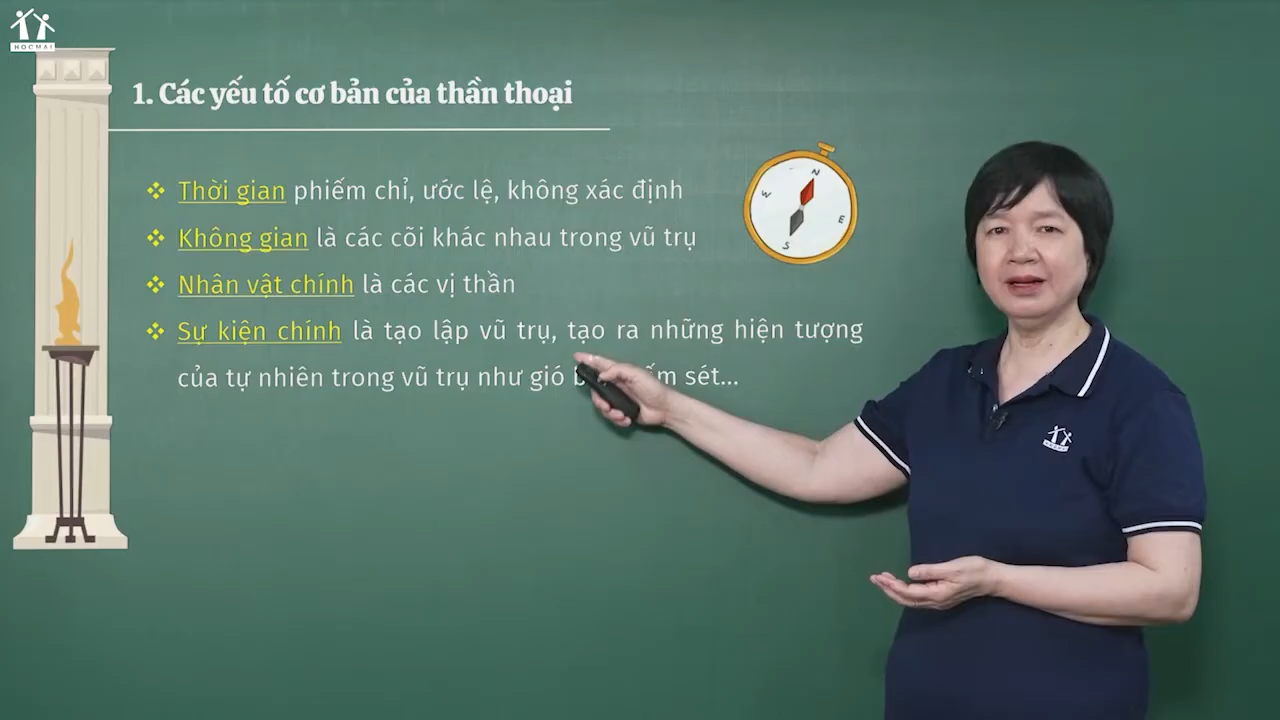 HOCMAI
1. Các yếu tố cơ bản của thần thoại
Thời gian phiếm chỉ, ước lệ, không xác định
Không gian là các cõi khác nhau trong vũ trụ
Nhân vật chính là các vị thần
Sự kiện chính là tạo lập vũ trụ, tạo ra những hiện tượng
của tự nhiên trong vũ trụ như gió sét...
N
W
E
S